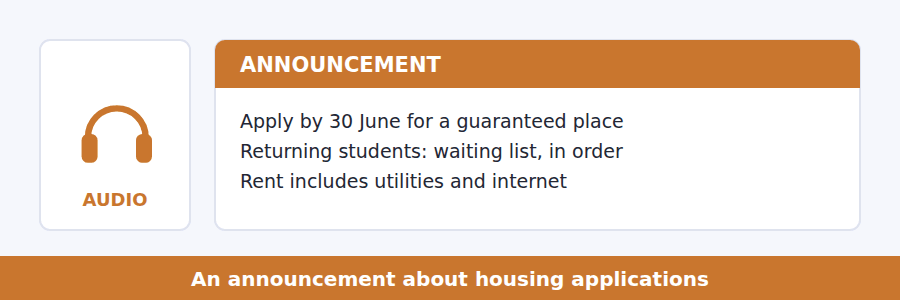 ANNOUNCEMENT
Apply by 30 June for a guaranteed place
Returning students: waiting list, in order
Rent includes utilities and internet
AUDIO
An announcement about housing applications